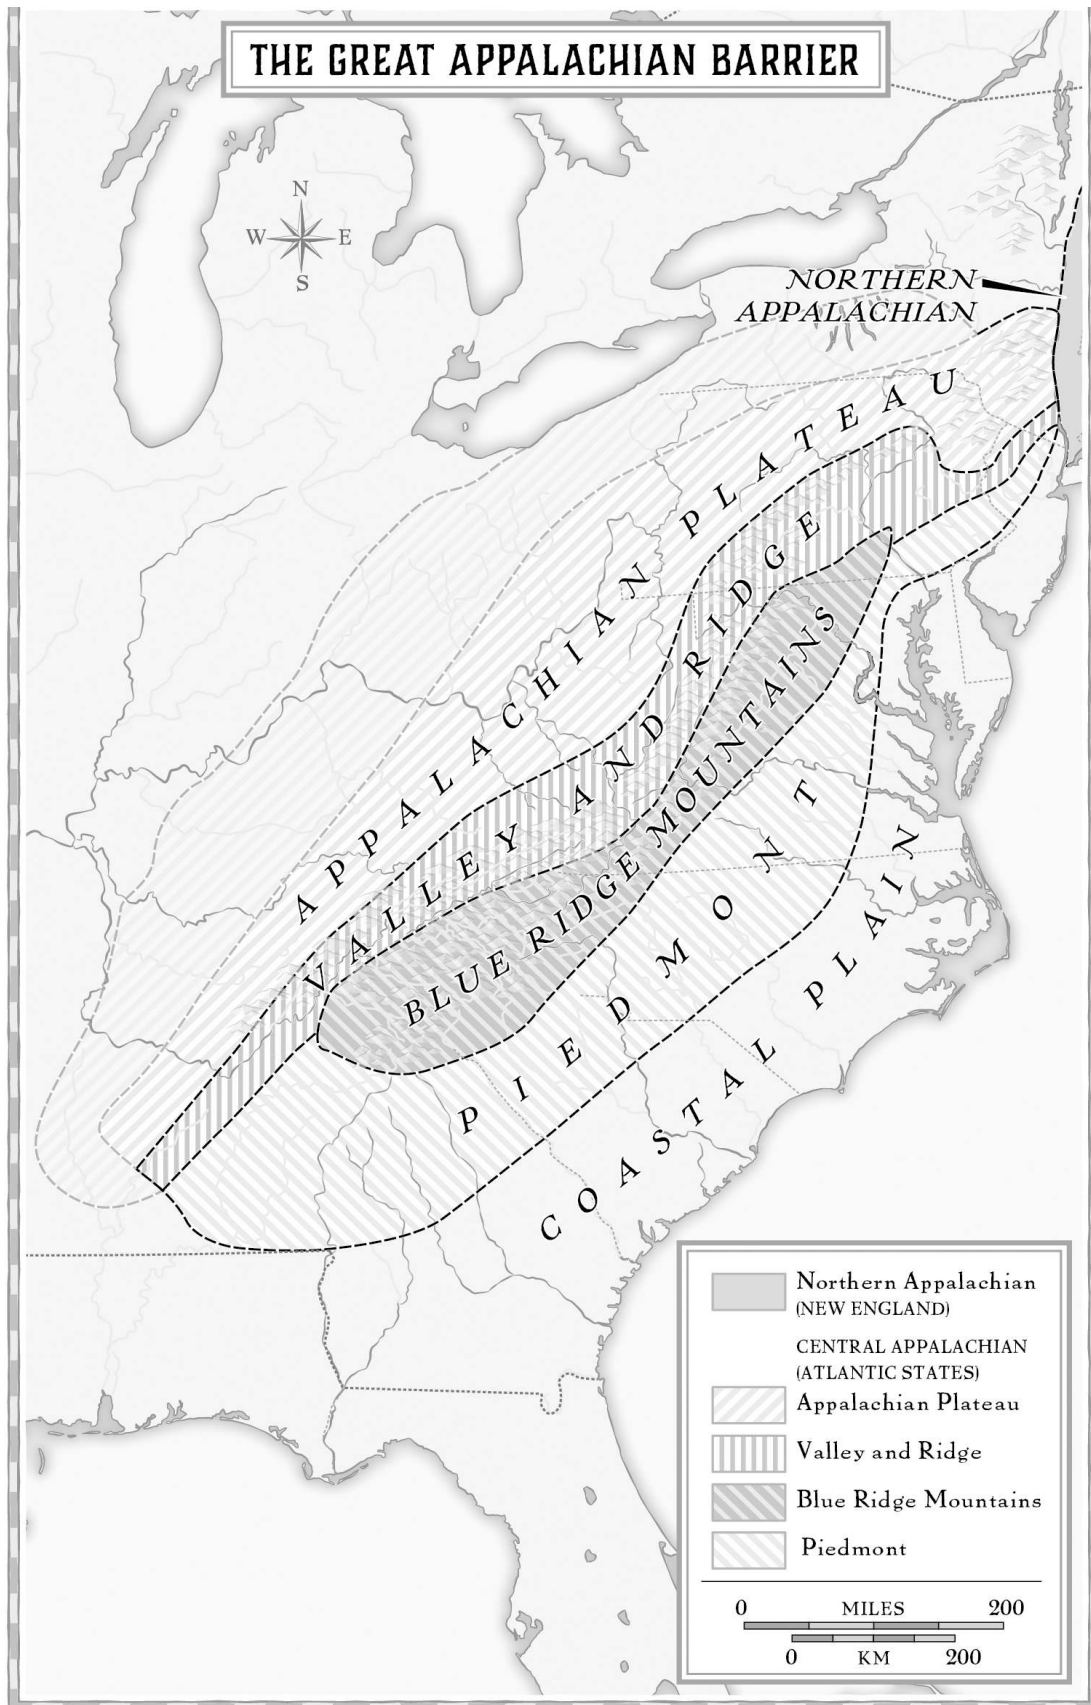 THE GREAT APPALACHIAN BARRIER
N
W E
S
NORTHERN
APPALACHIAN
APPALACHIAN PLATEAU
VALLEY AND RIDGE
BLUE RIDGE MOUNTAINS
PIEDMONT
COASTAL PLAIN
Northern Appalachian
(NEW ENGLAND)
CENTRAL APPALACHIAN
(ATLANTIC STATES)
Appalachian Plateau
Valley and Ridge
Blue Ridge Mountains
Piedmont
0 MILES 200
0 KM 200